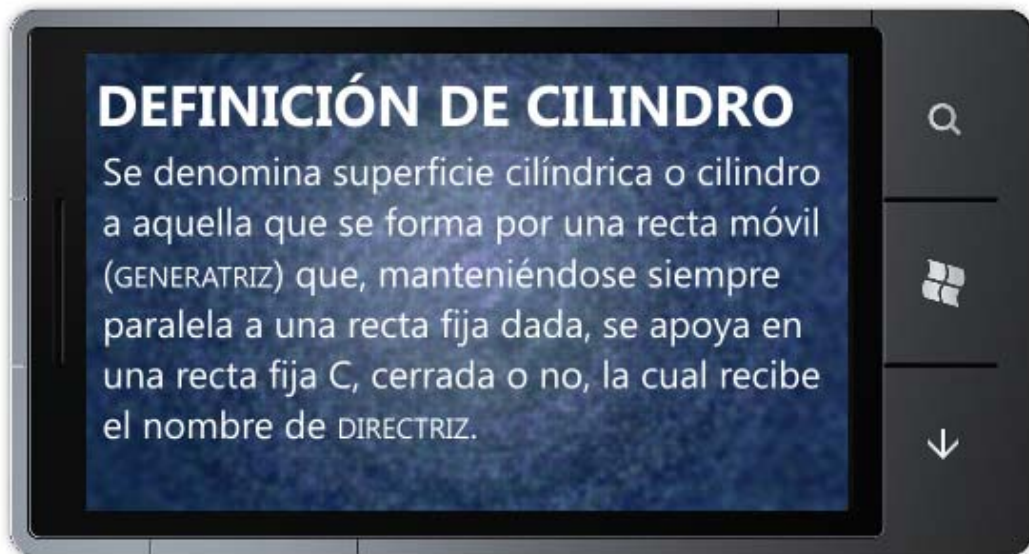 DEFINICIÓN DE CILINDRO
Se denomina superficie cilíndrica o cilindro
a aquella que se forma por una recta móvil
(GENERATRIZ) que, manteniéndose siempre
paralela a una recta fija dada, se apoya en
una recta fija C, cerrada o no, la cual recibe
el nombre de DIRECTRIZ.